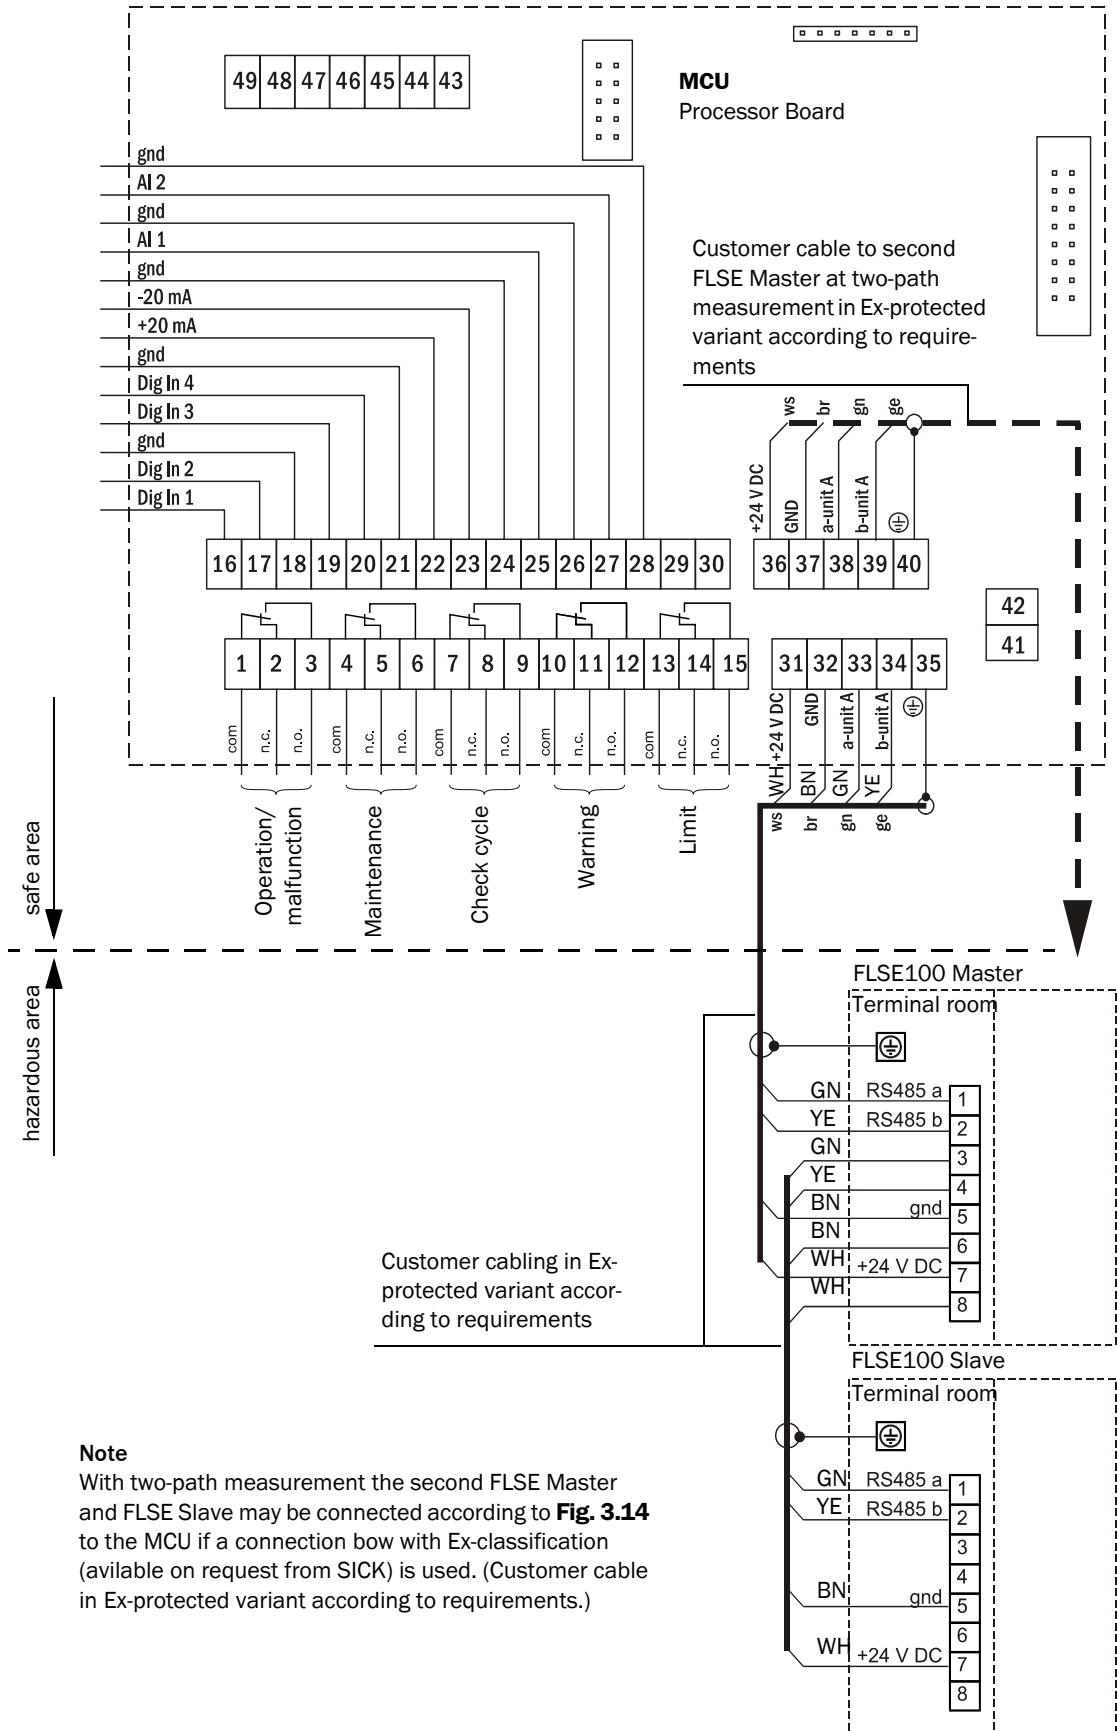 MCU
Processor Board
49 48 47 46 45 44 43
gnd
AI 2
gnd
AI 1
gnd
-20 mA
+20 mA
gnd
Dig In 4
Dig In 3
gnd
Dig In 2
Dig In 1
Customer cable to second
FLSE Master at two-path
measurement in Ex-protected
variant according to require-
ments
ws br gn ge
+24 V DC GND a-unit A b-unit A
16 17 18 19 20 21 22 23 24 25 26 27 28 29 30
36 37 38 39 40
42
41
1 2 3 4 5 6 7 8 9 10 11 12 13 14 15
31 32 33 34 35
com n.c. n.o. com n.c. n.o. com n.c. n.o. com n.c. n.o. com n.c. n.o.
+24 V DC GND a-unit A b-unit A
WH BN GN YE
ws br gn ge
Operation/
malfunction
Maintenance
Check cycle
Warning
Limit
safe area
hazardous area
FLSE100 Master
Terminal room
GN RS485 a 1
YE RS485 b 2
GN 3
YE 4
BN gnd 5
BN 6
WH +24 V DC 7
WH 8
Customer cabling in Ex-
protected variant accor-
ding to requirements
FLSE100 Slave
Terminal room
GN RS485 a 1
YE RS485 b 2
3
4
BN gnd 5
6
WH +24 V DC 7
8
Note
With two-path measurement the second FLSE Master
and FLSE Slave may be connected according to Fig. 3.14
to the MCU if a connection bow with Ex-classification
(avilable on request from SICK) is used. (Customer cable
in Ex-protected variant according to requirements.)